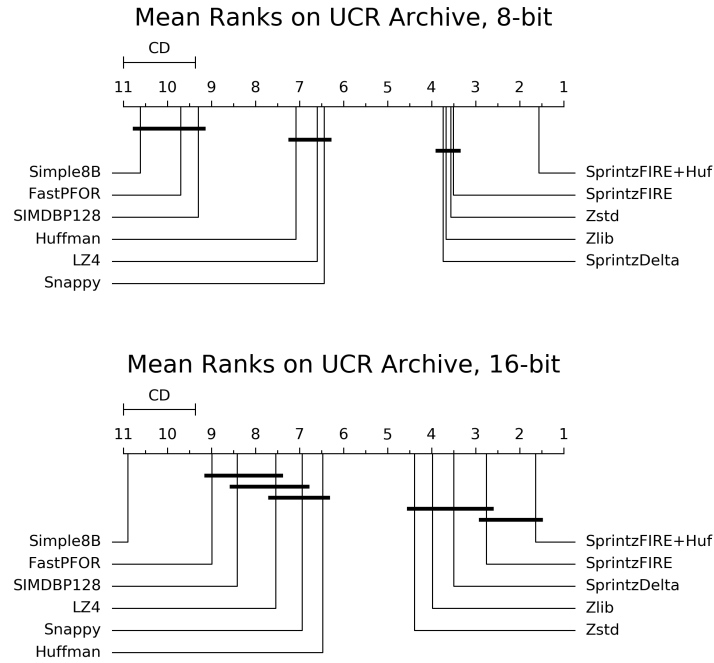 Mean Ranks on UCR Archive, 8-bit
CD
11 10 9 8 7 6 5 4 3 2 1
Simple8B SprintzFIRE+Huf
FastPFOR SprintzFIRE
SIMDBP128 Zstd
Huffman Zlib
LZ4 SprintzDelta
Snappy
Mean Ranks on UCR Archive, 16-bit
CD
11 10 9 8 7 6 5 4 3 2 1
Simple8B SprintzFIRE+Huf
FastPFOR SprintzFIRE
SIMDBP128 SprintzDelta
LZ4 Zlib
Snappy Zstd
Huffman